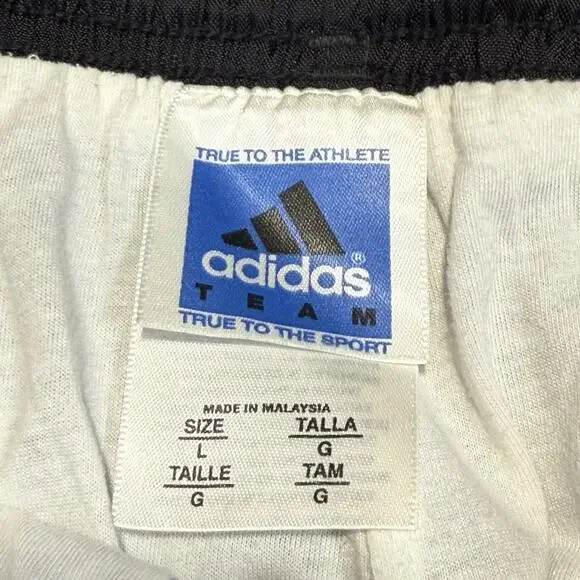 TRUE TO THE ATHLETE
adidas®
TEAM
TRUE TO THE SPORT
MADE IN MALAYSIA
SIZE TALLA
L G
TAILLE TAM
G G